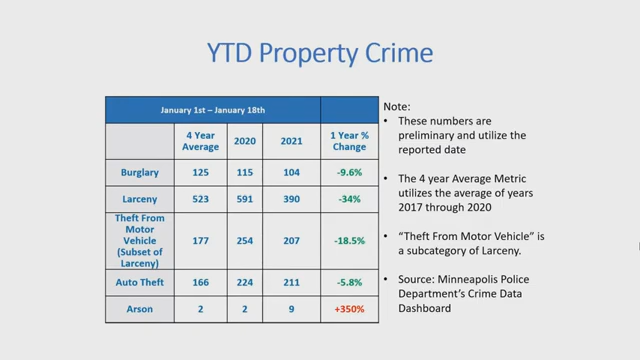 YTD Property Crime
January 1st – January 18th
4 Year Average 2020 2021 1 Year % Change
Burglary 125 115 104 -9.6%
Larceny 523 591 390 -34%
Theft From Motor Vehicle (Subset of Larceny) 177 254 207 -18.5%
Auto Theft 166 224 211 -5.8%
Arson 2 2 9 +350%
Note:
• These numbers are
preliminary and utilize the
reported date
• The 4 year Average Metric
utilizes the average of years
2017 through 2020
• “Theft From Motor Vehicle” is
a subcategory of Larceny.
• Source: Minneapolis Police
Department’s Crime Data
Dashboard